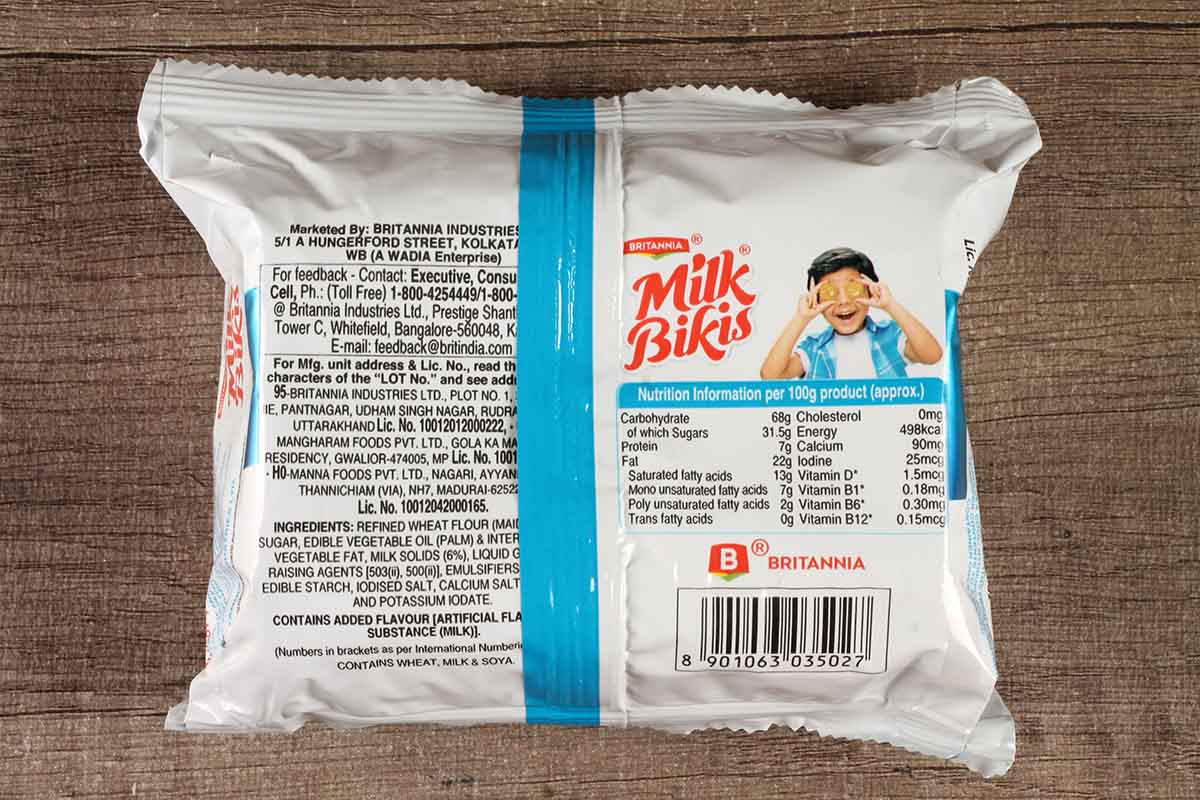 Marketed By: BRITANNIA INDUSTRIES
5/1 A HUNGERFORD STREET, KOLKATA
WB (A WADIA Enterprise)
For feedback - Contact: Executive, Consu
Cell, Ph.: (Toll Free) 1-800-4254449/1-800-
@ Britannia Industries Ltd., Prestige Shant
Tower C, Whitefield, Bangalore-560048, K
E-mail: feedback@britindia.com
For Mfg. unit address & Lic. No., read th
characters of the "LOT No." and see addr
95-BRITANNIA INDUSTRIES LTD., PLOT NO. 1,
IE, PANTNAGAR, UDHAM SINGH NAGAR, RUDRA
UTTARAKHAND Lic. No. 10012012000222, -
MANGHARAM FOODS PVT. LTD., GOLA KA MA
RESIDENCY, GWALIOR-474005, MP Lic. No. 1001
- H0-MANNA FOODS PVT. LTD., NAGARI, AYYAN
THANNICHIAM (VIA), NH7, MADURAI-62522
Lic. No. 10012042000165.
INGREDIENTS: REFINED WHEAT FLOUR (MAID
SUGAR, EDIBLE VEGETABLE OIL (PALM) & INTER
VEGETABLE FAT, MILK SOLIDS (6%), LIQUID G
RAISING AGENTS [503(ii), 500(ii)], EMULSIFIERS
EDIBLE STARCH, IODISED SALT, CALCIUM SALT
AND POTASSIUM IODATE.
CONTAINS ADDED FLAVOUR [ARTIFICIAL FLA
SUBSTANCE (MILK)].
(Numbers in brackets as per International Numberin
CONTAINS WHEAT, MILK & SOYA.
BRITANNIA ®
Milk ®
Bikis
Nutrition Information per 100g product (approx.)
Carbohydrate 68g Cholesterol 0mg
of which Sugars 31.5g Energy 498kcal
Protein 7g Calcium 90mg
Fat 22g Iodine 25mcg
Saturated fatty acids 13g Vitamin D* 1.5mcg
Mono unsaturated fatty acids 7g Vitamin B1* 0.18mg
Poly unsaturated fatty acids 2g Vitamin B6* 0.30mg
Trans fatty acids 0g Vitamin B12* 0.15mcg
B ® BRITANNIA
8 901063 035027
Lic.